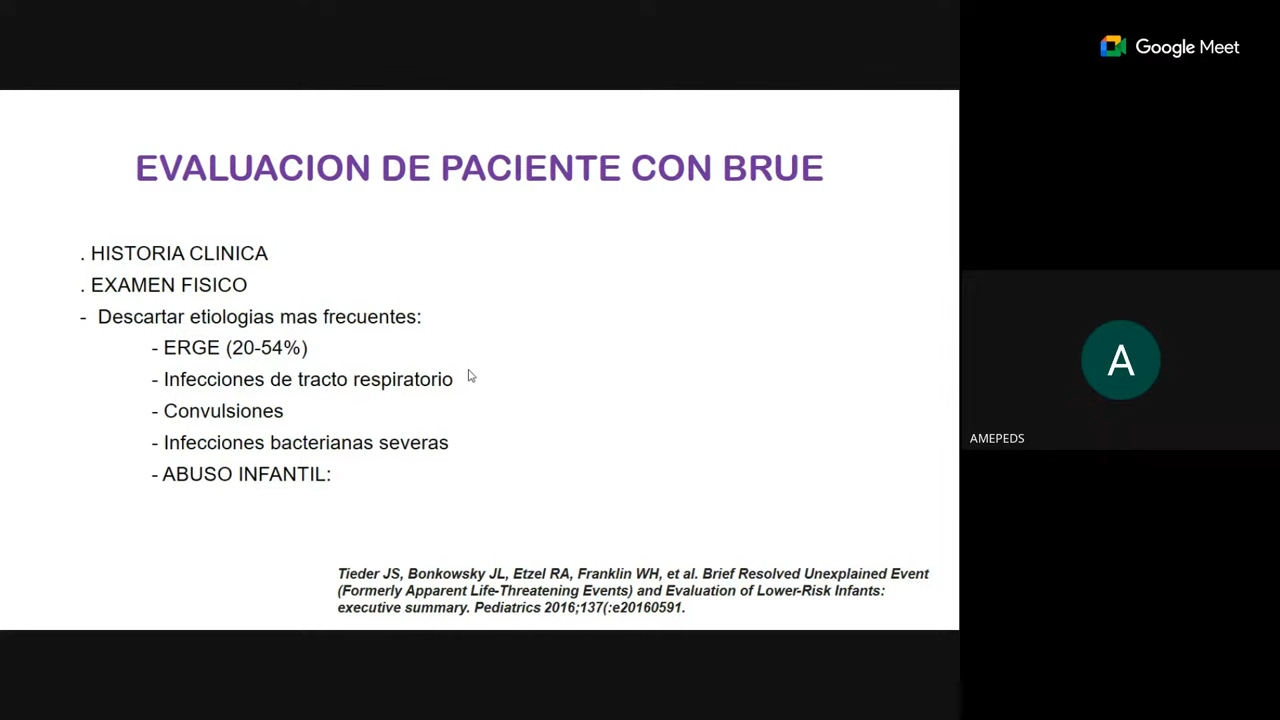 Google Meet
EVALUACION DE PACIENTE CON BRUE
. HISTORIA CLINICA
. EXAMEN FISICO
- Descartar etiologias mas frecuentes:
- ERGE (20-54%)
- Infecciones de tracto respiratorio
- Convulsiones
- Infecciones bacterianas severas
- ABUSO INFANTIL:
Tieder JS, Bonkowsky JL, Etzel RA, Franklin WH, et al. Brief Resolved Unexplained Event
(Formerly Apparent Life-Threatening Events) and Evaluation of Lower-Risk Infants:
executive summary. Pediatrics 2016;137(:e20160591.
A
AMEPEDS